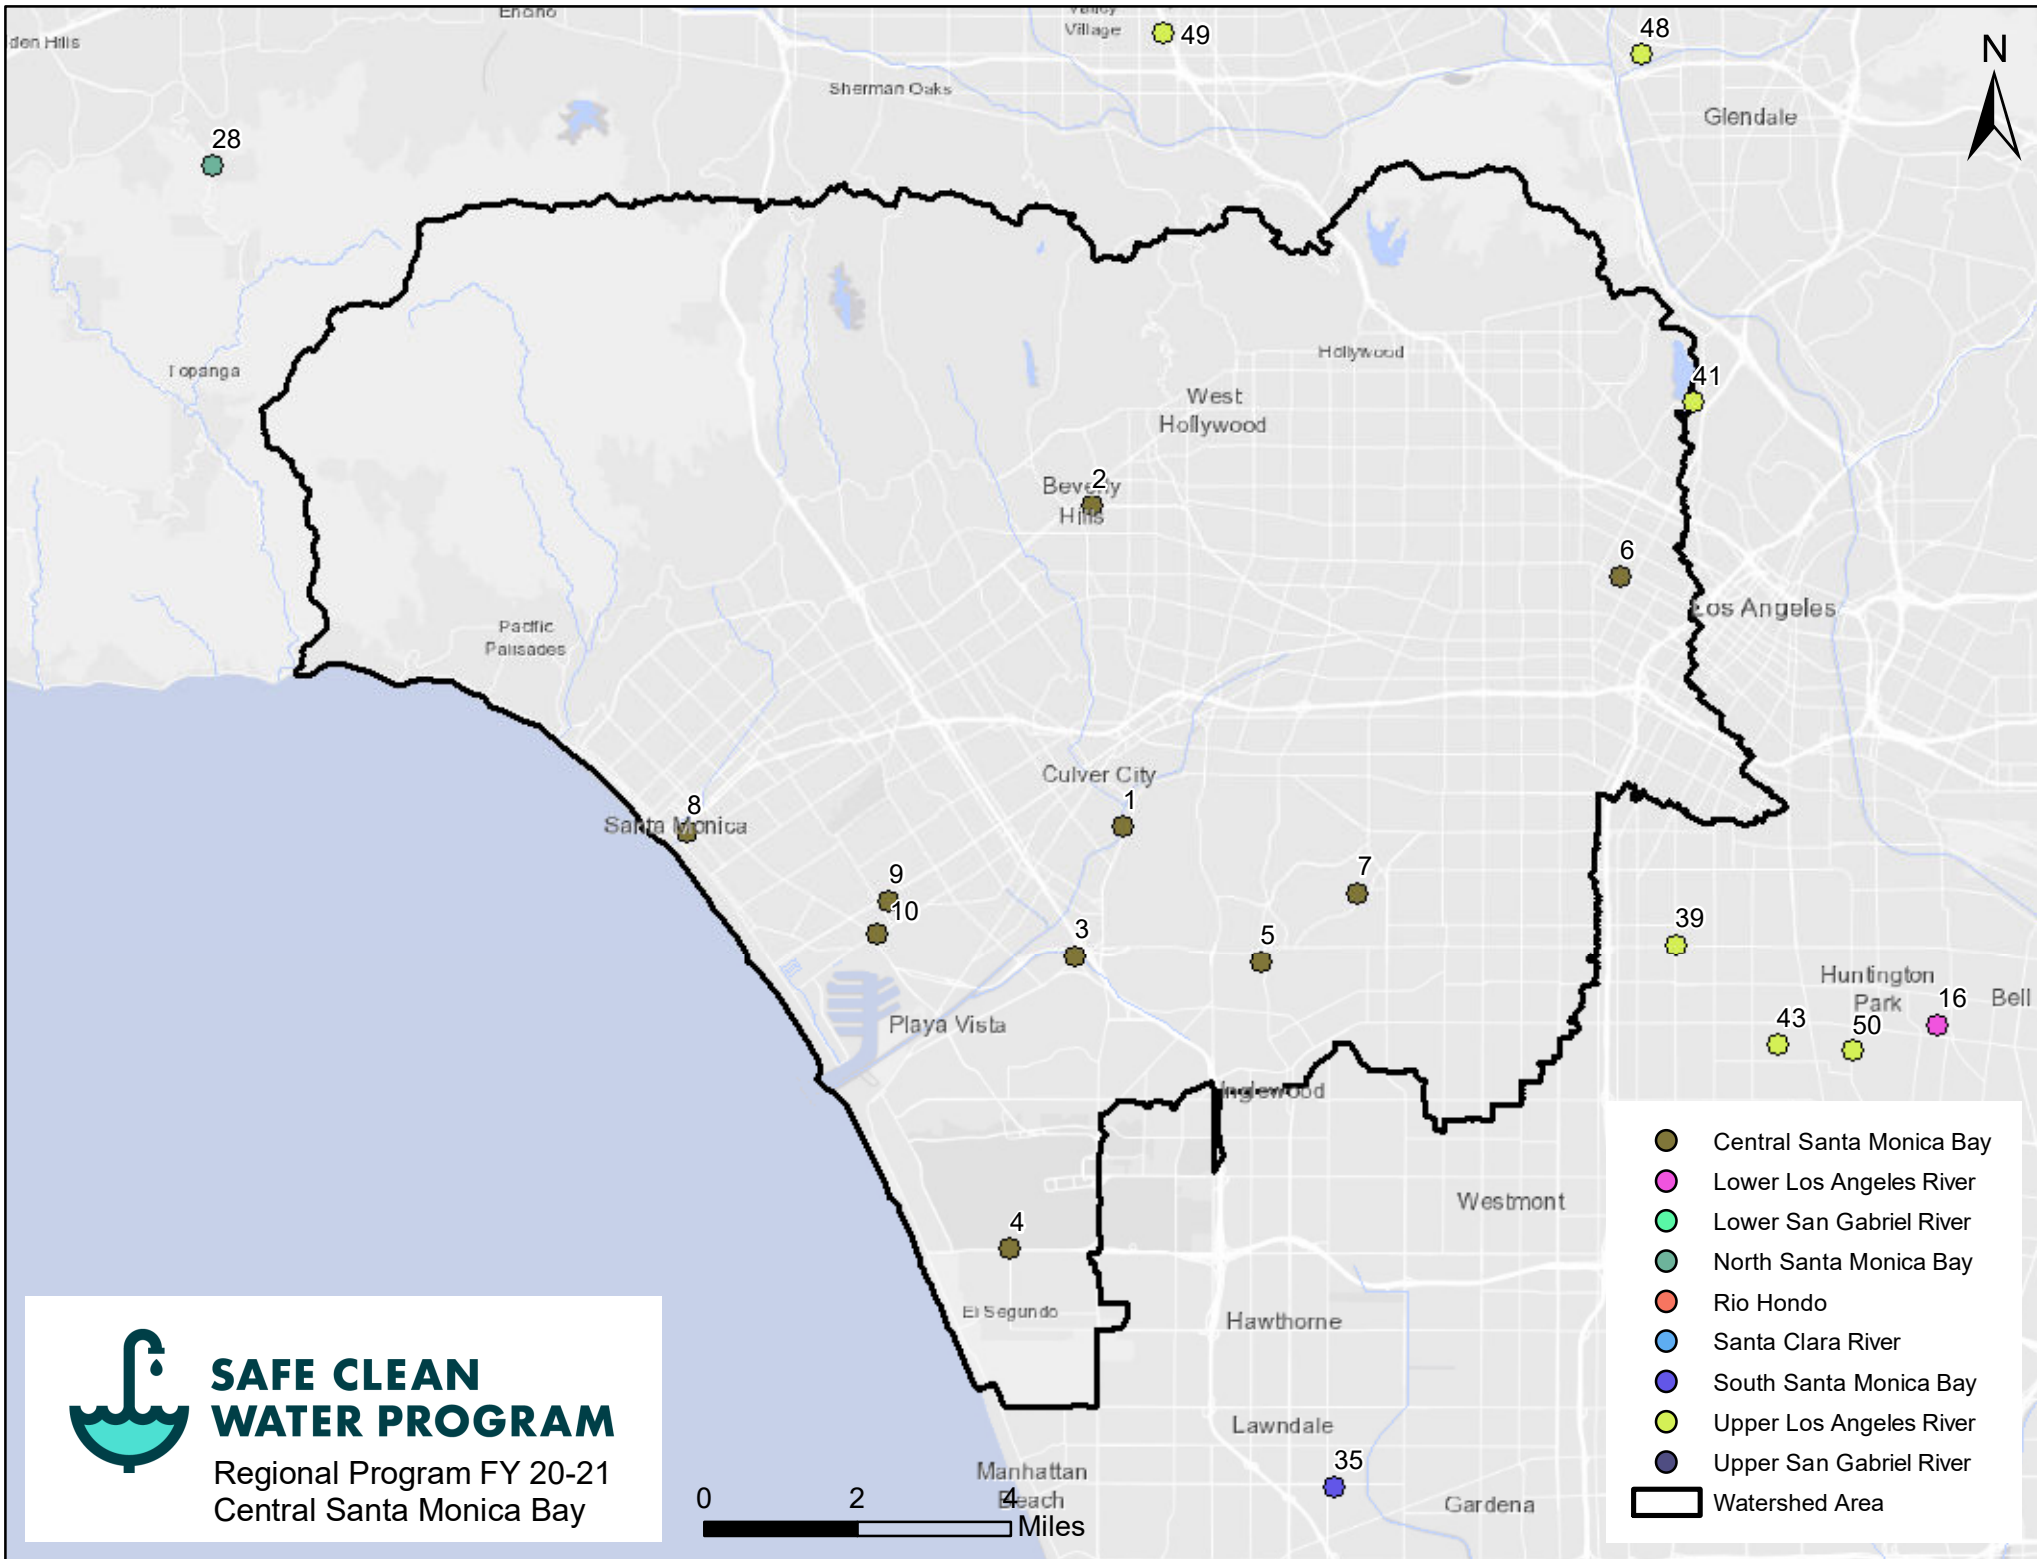 Encino
Valley
Village
49
48
den Hills
Sherman Oaks
N
Glendale
28
Topanga
Hollywood
41
West
Hollywood
2
Beverly
Hills
6
Los Angeles
Pacific
Palisades
Culver City
1
8
Santa Monica
7
9
10
3
5
39
Huntington
Park
16
Bell
43
50
Playa Vista
Inglewood
Westmont
4
El Segundo
Hawthorne
Lawndale
35
Manhattan
Beach
Gardena
Central Santa Monica Bay
Lower Los Angeles River
Lower San Gabriel River
North Santa Monica Bay
Rio Hondo
Santa Clara River
South Santa Monica Bay
Upper Los Angeles River
Upper San Gabriel River
Watershed Area
SAFE CLEAN
WATER PROGRAM
Regional Program FY 20-21
Central Santa Monica Bay
0 2 4
Miles